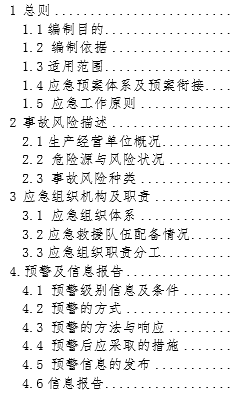 1 总则....................
1.1编制目的................
1.2 编制依据...............
1.3适用范围................
1.4应急预案体系及预案衔接....
1.5 应急工作原则............
2 事故风险描述..............
2.1生产经营单位概况.........
2.2 危险源与风险状况........
2.3 事故风险种类............
3 应急组织机构及职责........
3.1 应急组织体系............
3.2应急救援队伍配备情况.....
3.3应急组织职责分工.........
4.预警及信息报告............
4.1 预警级别信息及条件......
4.2 预警的方式..............
4.3 预警的方法与响应........
4.4 预警后应采取的措施......
4.5 预警信息的发布..........
4.6信息报告.................